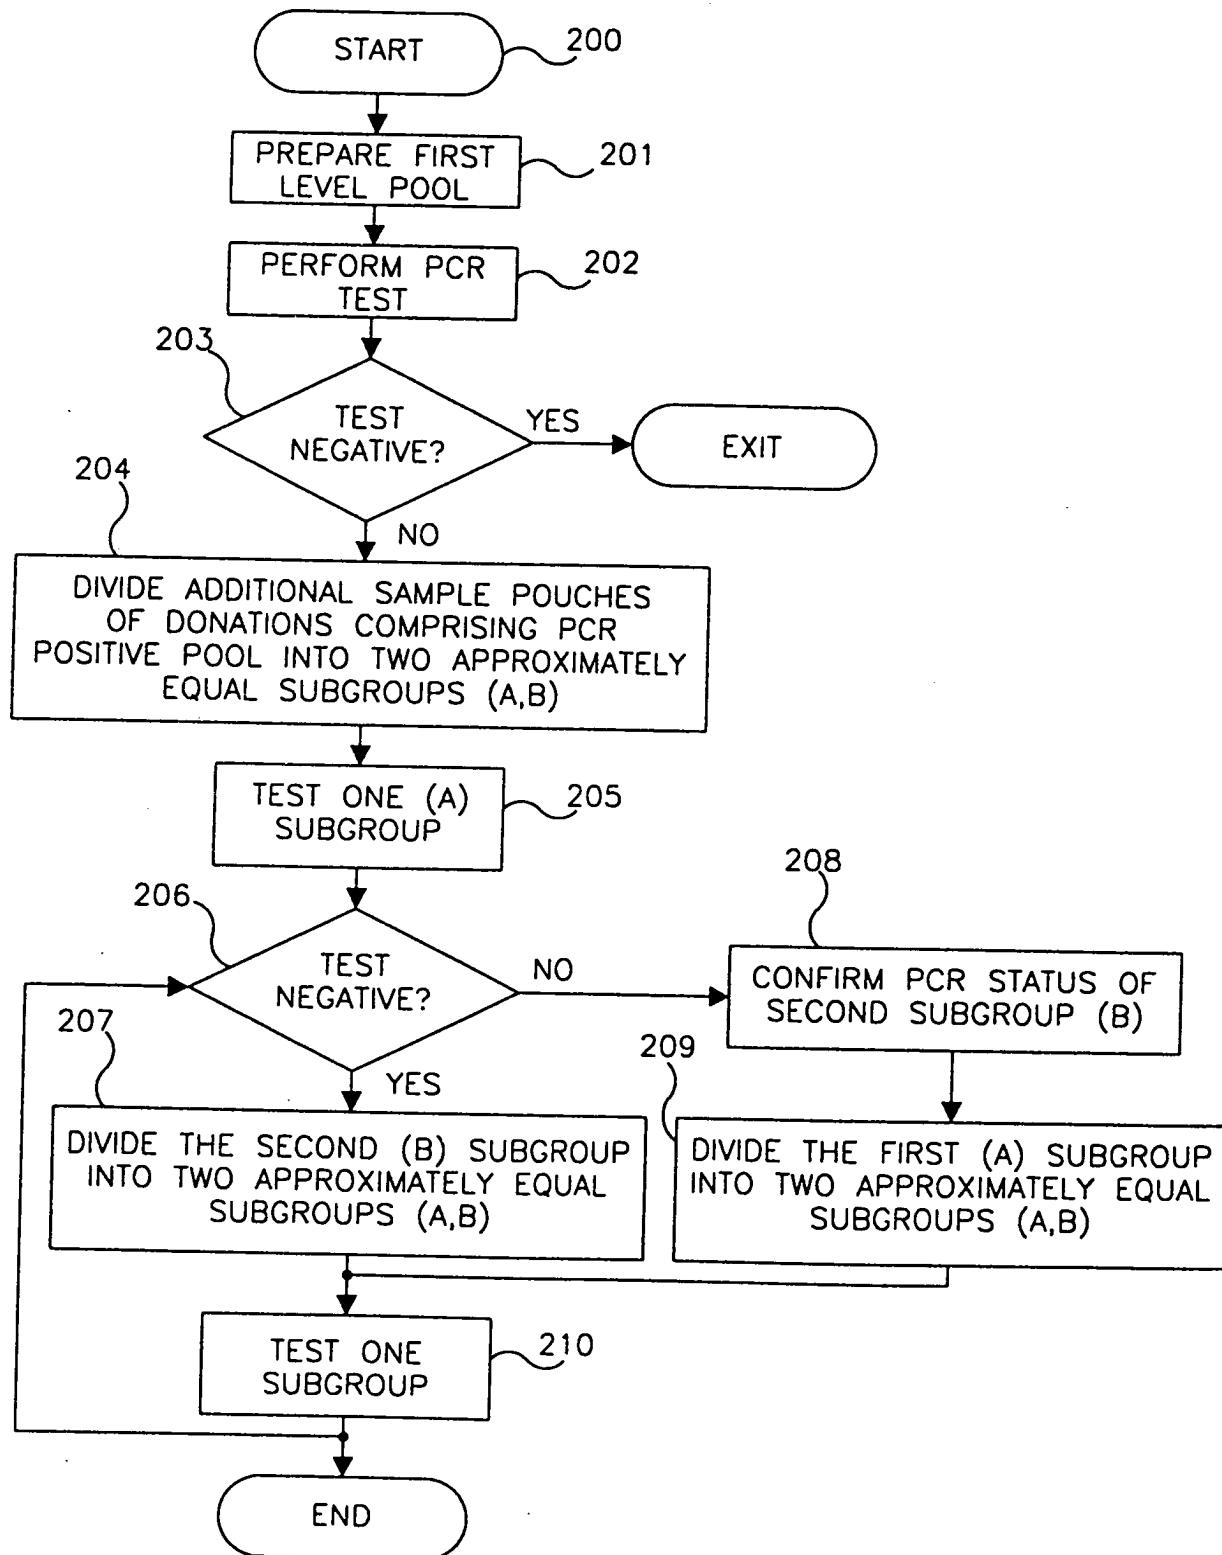 START
200
PREPARE FIRST
LEVEL POOL
201
PERFORM PCR
TEST
202
203
TEST
NEGATIVE?
YES
EXIT
204
NO
DIVIDE ADDITIONAL SAMPLE POUCHES
OF DONATIONS COMPRISING PCR
POSITIVE POOL INTO TWO APPROXIMATELY
EQUAL SUBGROUPS (A,B)
TEST ONE (A)
SUBGROUP
205
206
TEST
NEGATIVE?
NO
208
CONFIRM PCR STATUS OF
SECOND SUBGROUP (B)
207
YES
209
DIVIDE THE SECOND (B) SUBGROUP
INTO TWO APPROXIMATELY EQUAL
SUBGROUPS (A,B)
DIVIDE THE FIRST (A) SUBGROUP
INTO TWO APPROXIMATELY EQUAL
SUBGROUPS (A,B)
TEST ONE
SUBGROUP
210
END